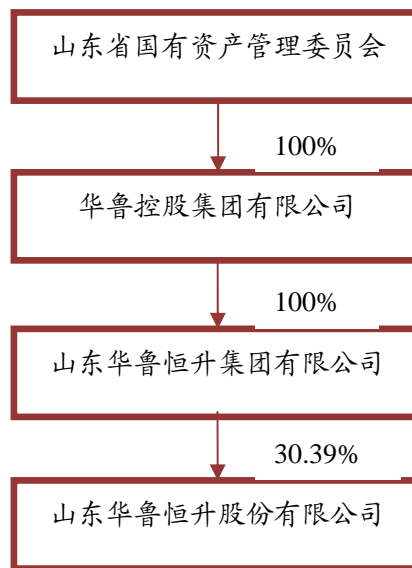 山东省国有资产管理委员会
100%
华鲁控股集团有限公司
100%
山东华鲁恒升集团有限公司
30.39%
山东华鲁恒升股份有限公司